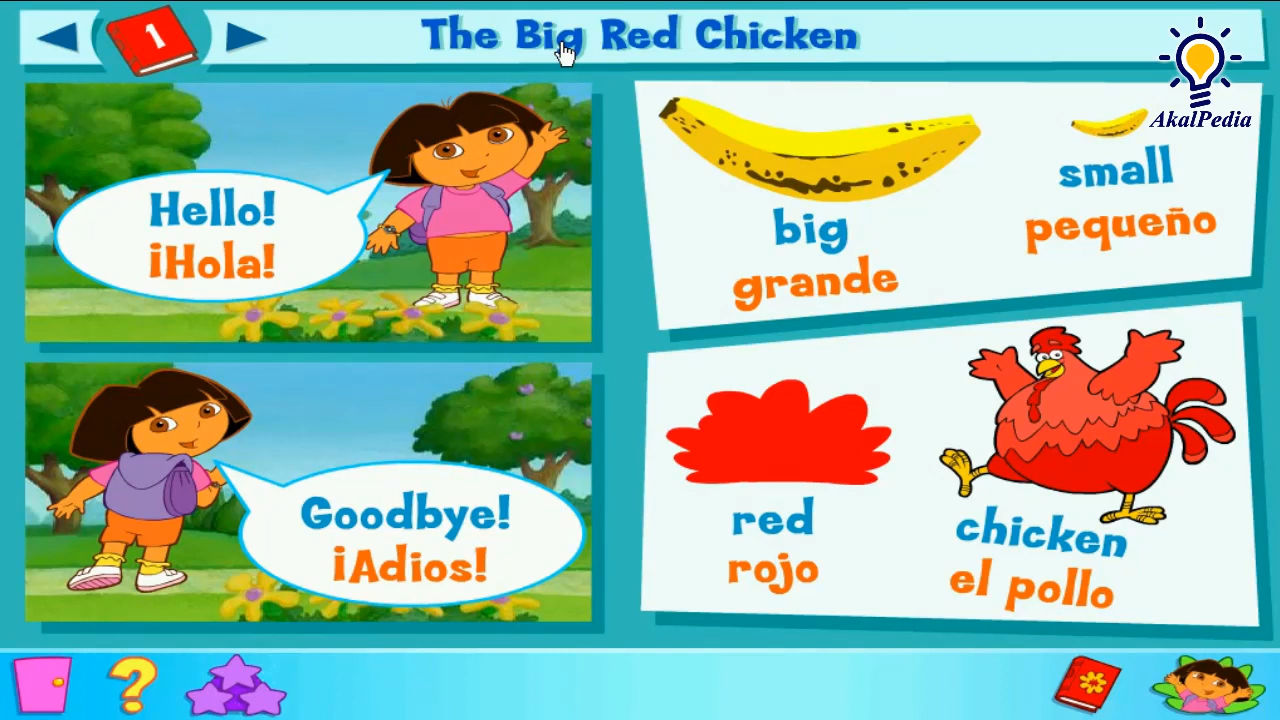 1
The Big Red Chicken
AkalPedia
Hello!
¡Hola!
big
grande
small
pequeño
Goodbye!
¡Adios!
red
rojo
chicken
el pollo
?